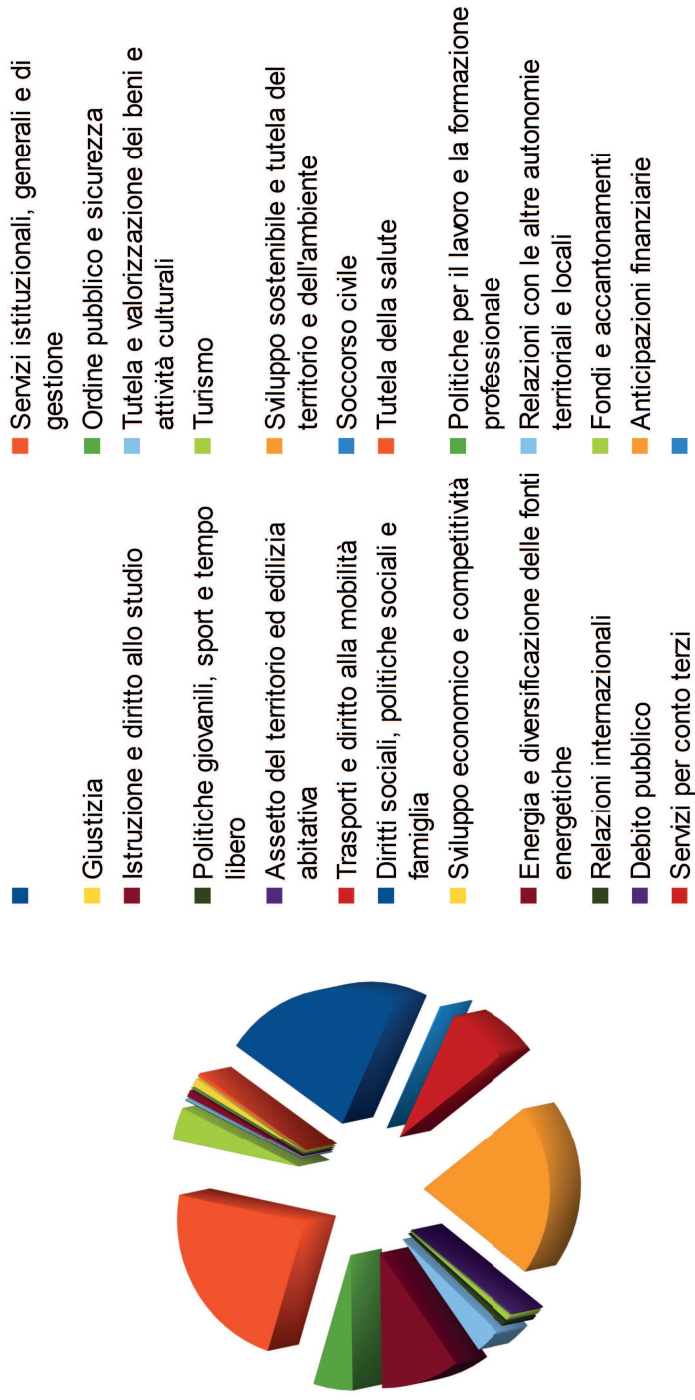 Servizi istituzionali, generali e di
gestione
Giustizia
Ordine pubblico e sicurezza
Istruzione e diritto allo studio
Tutela e valorizzazione dei beni e
attività culturali
Politiche giovanili, sport e tempo
libero
Turismo
Assetto del territorio ed edilizia
abitativa
Sviluppo sostenibile e tutela del
territorio e dell'ambiente
Trasporti e diritto alla mobilità
Soccorso civile
Diritti sociali, politiche sociali e
famiglia
Tutela della salute
Sviluppo economico e competitività
Politiche per il lavoro e la formazione
professionale
Energia e diversificazione delle fonti
energetiche
Relazioni con le altre autonomie
territoriali e locali
Relazioni internazionali
Fondi e accantonamenti
Debito pubblico
Anticipazioni finanziarie
Servizi per conto terzi